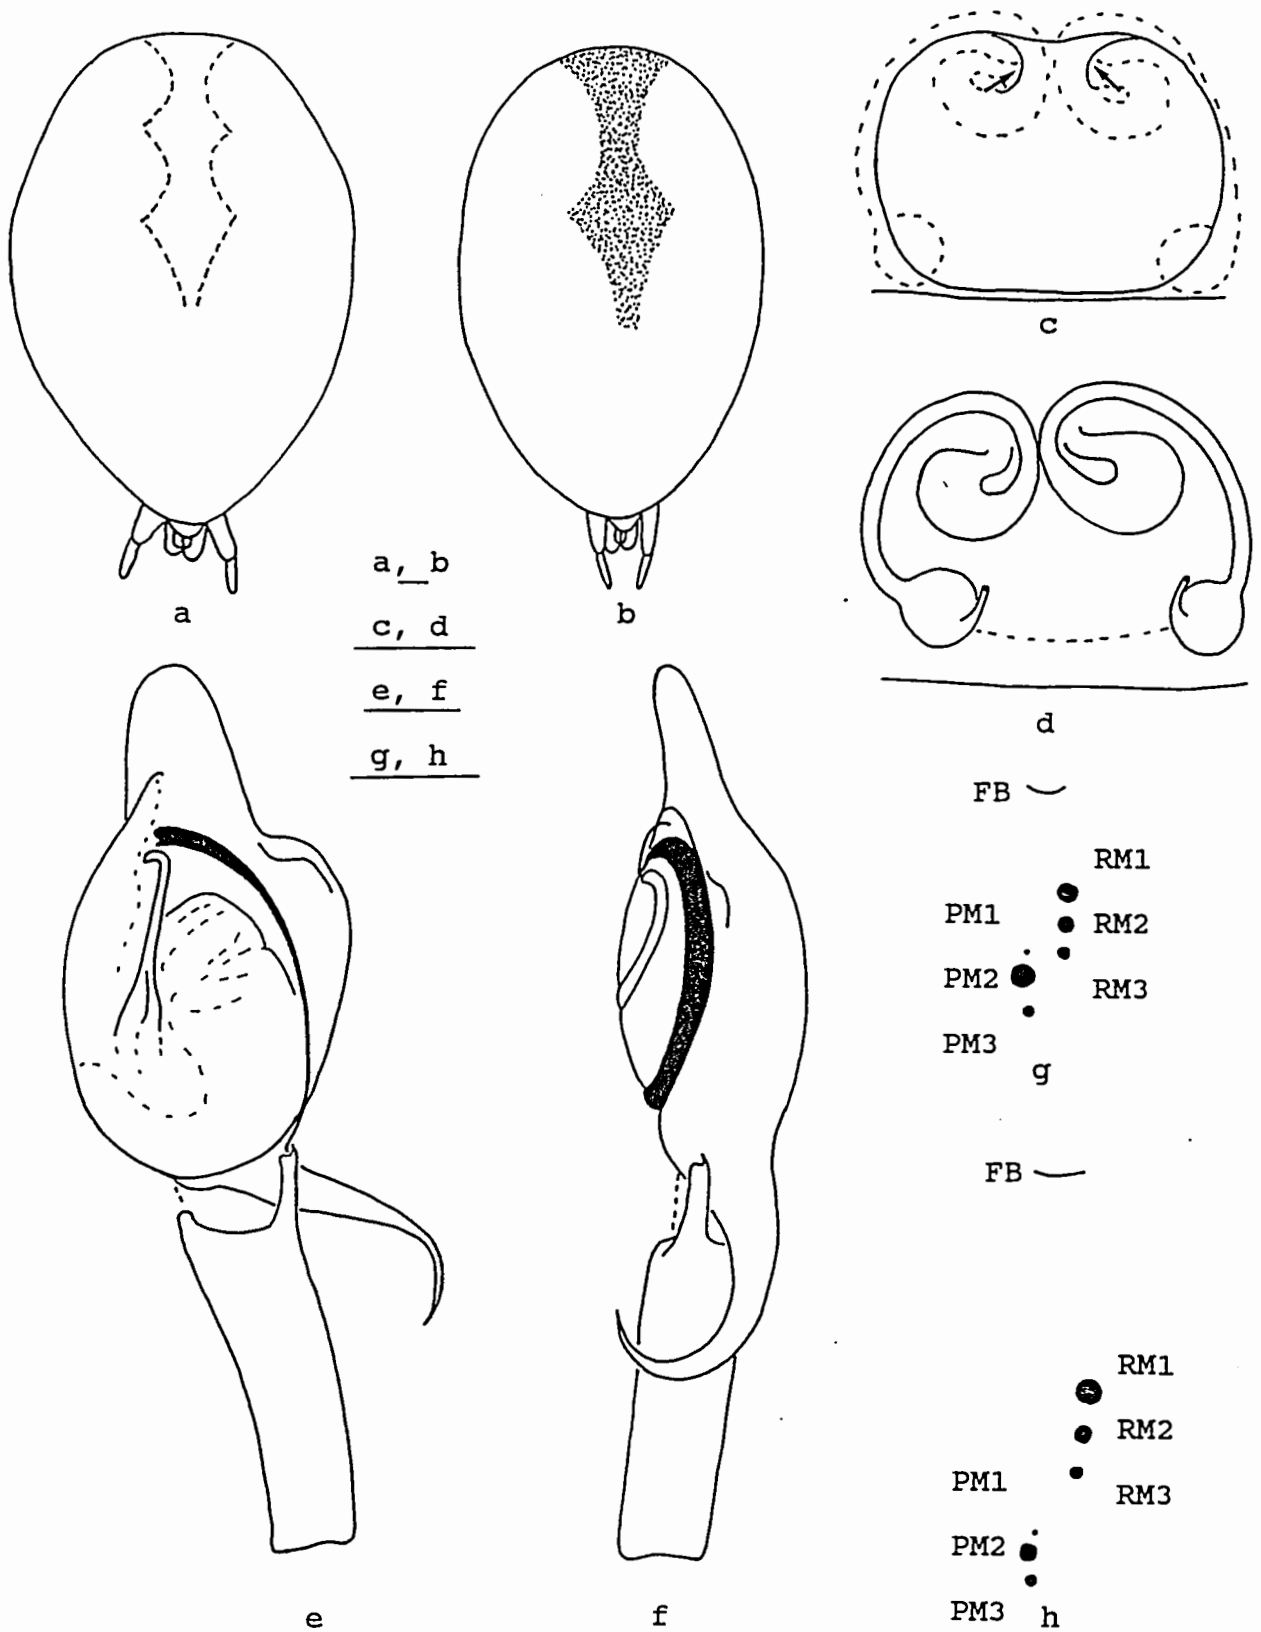 c
a
b
a, b
c, d
e, f
g, h
d
FB
RM1
PM1
RM2
PM2
RM3
PM3
g
FB
RM1
RM2
PM1
RM3
PM2
PM3
e
f
h